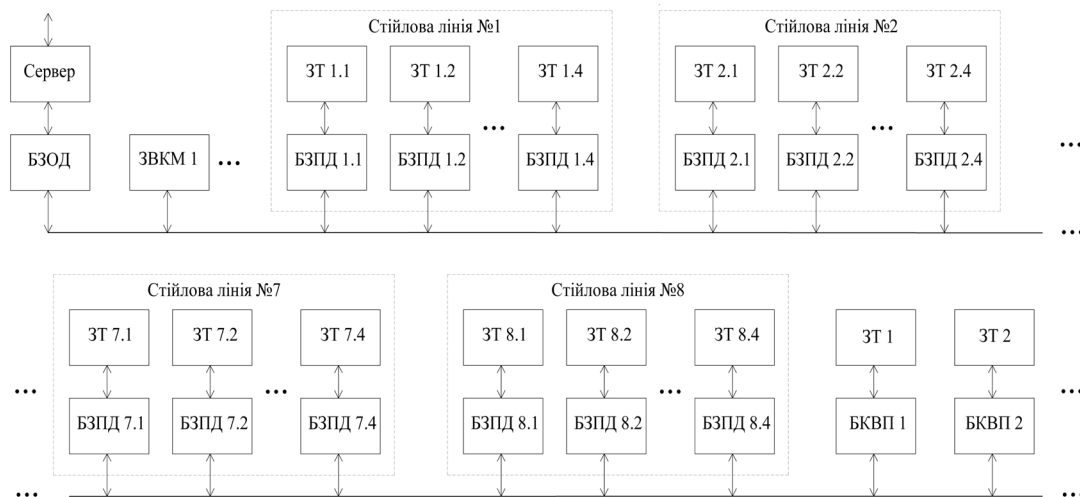 Стійлова лінія №1
Стійлова лінія №2
Сервер
ЗТ 1.1
ЗТ 1.2
ЗТ 1.4
ЗТ 2.1
ЗТ 2.2
ЗТ 2.4
...
...
БЗОД
ЗВКМ 1
...
БЗПД 1.1
БЗПД 1.2
БЗПД 1.4
БЗПД 2.1
БЗПД 2.2
БЗПД 2.4
...
...
Стійлова лінія №7
Стійлова лінія №8
ЗТ 7.1
ЗТ 7.2
ЗТ 7.4
ЗТ 8.1
ЗТ 8.2
ЗТ 8.4
ЗТ 1
ЗТ 2
...
...
...
...
БЗПД 7.1
БЗПД 7.2
БЗПД 7.4
БЗПД 8.1
БЗПД 8.2
БЗПД 8.4
БКВП 1
БКВП 2
...
...